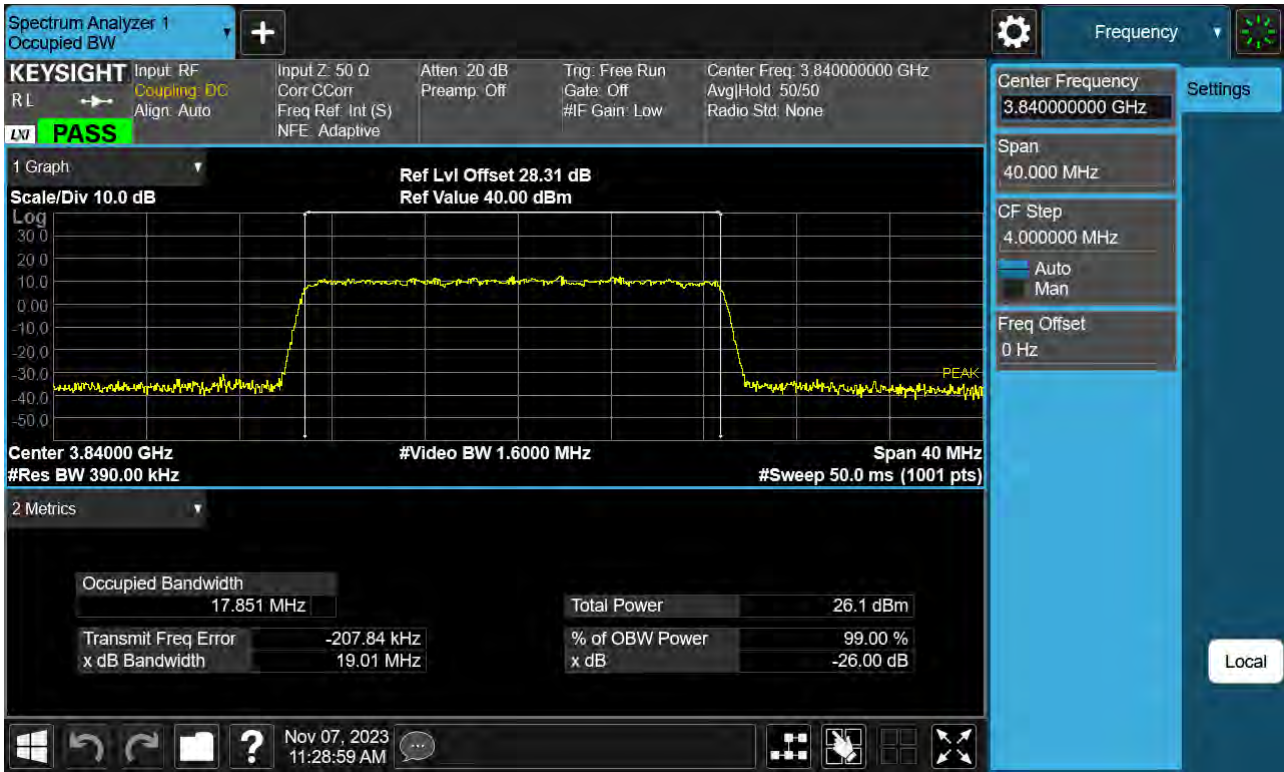 Spectrum Analyzer 1
Occupied BW
+
Frequency
KEYSIGHT
RL
LXI PASS
Input: RF
Coupling: DC
Align: Auto
Input Z: 50 Ω
Corr CCorr
Freq Ref: Int (S)
NFE: Adaptive
Atten: 20 dB
Preamp: Off
Trig: Free Run
Gate: Off
#IF Gain: Low
Center Freq: 3.840000000 GHz
Avg|Hold: 50/50
Radio Std: None
Center Frequency
3.840000000 GHz
Settings
Span
40.000 MHz
CF Step
4.000000 MHz
Auto
Man
Freq Offset
0 Hz
Local
1 Graph
Scale/Div 10.0 dB
Ref Lvl Offset 28.31 dB
Ref Value 40.00 dBm
Log
30.0
20.0
10.0
0.00
-10.0
-20.0
-30.0
PEAK
-40.0
-50.0
Center 3.84000 GHz #Video BW 1.6000 MHz Span 40 MHz
#Res BW 390.00 kHz #Sweep 50.0 ms (1001 pts)
2 Metrics
Occupied Bandwidth
17.851 MHz
Total Power 26.1 dBm
Transmit Freq Error -207.84 kHz % of OBW Power 99.00 %
x dB Bandwidth 19.01 MHz x dB -26.00 dB
?
Nov 07, 2023
11:28:59 AM